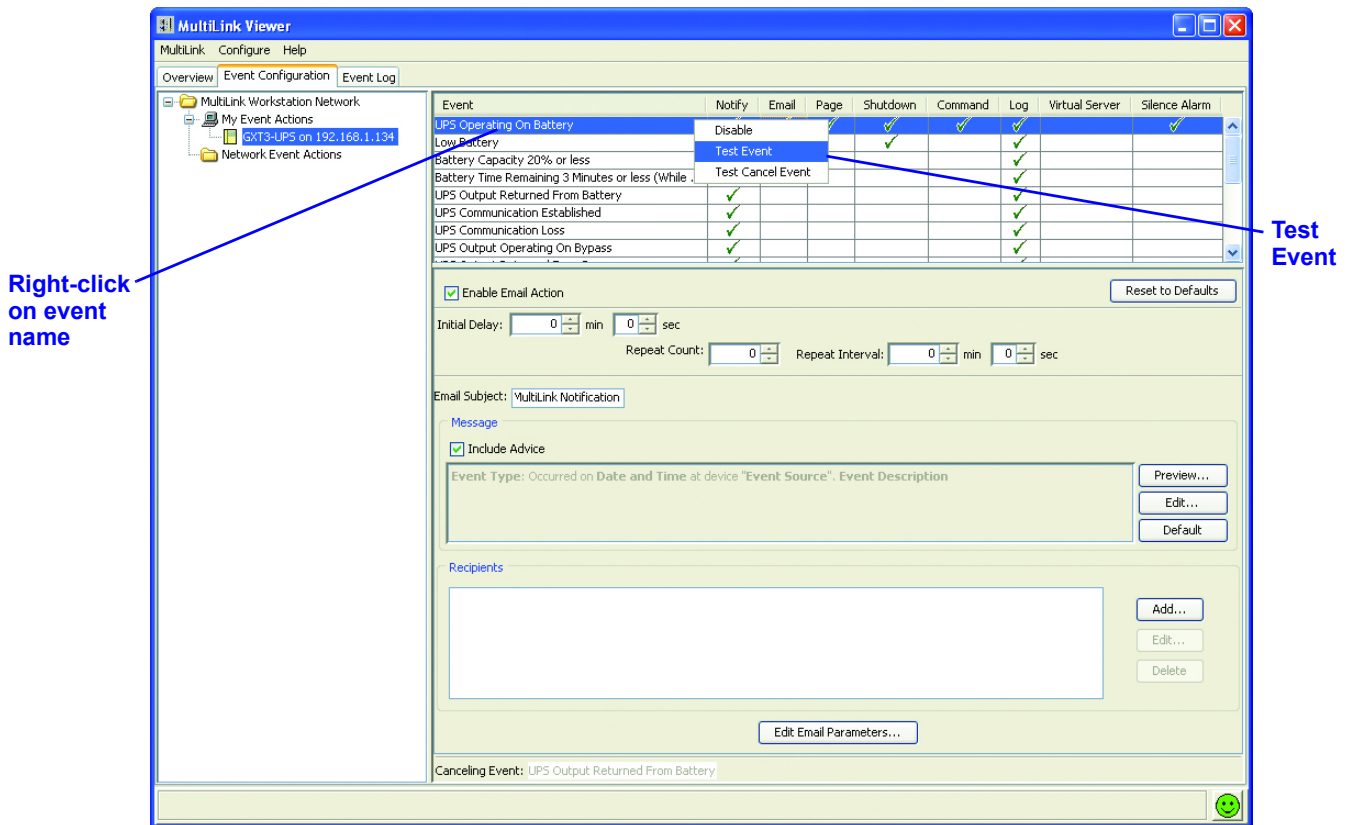 MultiLink Viewer
MultiLink Configure Help
Overview Event Configuration Event Log
MultiLink Workstation Network
My Event Actions
GXT3-UPS on 192.168.1.134
Network Event Actions
Event Notify Email Page Shutdown Command Log Virtual Server Silence Alarm
UPS Operating On Battery
Low Battery
Battery Capacity 20% or less
Battery Time Remaining 3 Minutes or less (While .
UPS Output Returned From Battery
UPS Communication Established
UPS Communication Loss
UPS Output Operating On Bypass
Disable
Test Event
Test Cancel Event
Right-click
on event
name
Test
Event
Enable Email Action
Reset to Defaults
Initial Delay: 0 min 0 sec
Repeat Count: 0 Repeat Interval: 0 min 0 sec
Email Subject: MultiLink Notification
Message
Include Advice
Event Type: Occurred on Date and Time at device "Event Source". Event Description
Preview...
Edit...
Default
Recipients
Add...
Edit...
Delete
Edit Email Parameters...
Canceling Event: UPS Output Returned From Battery